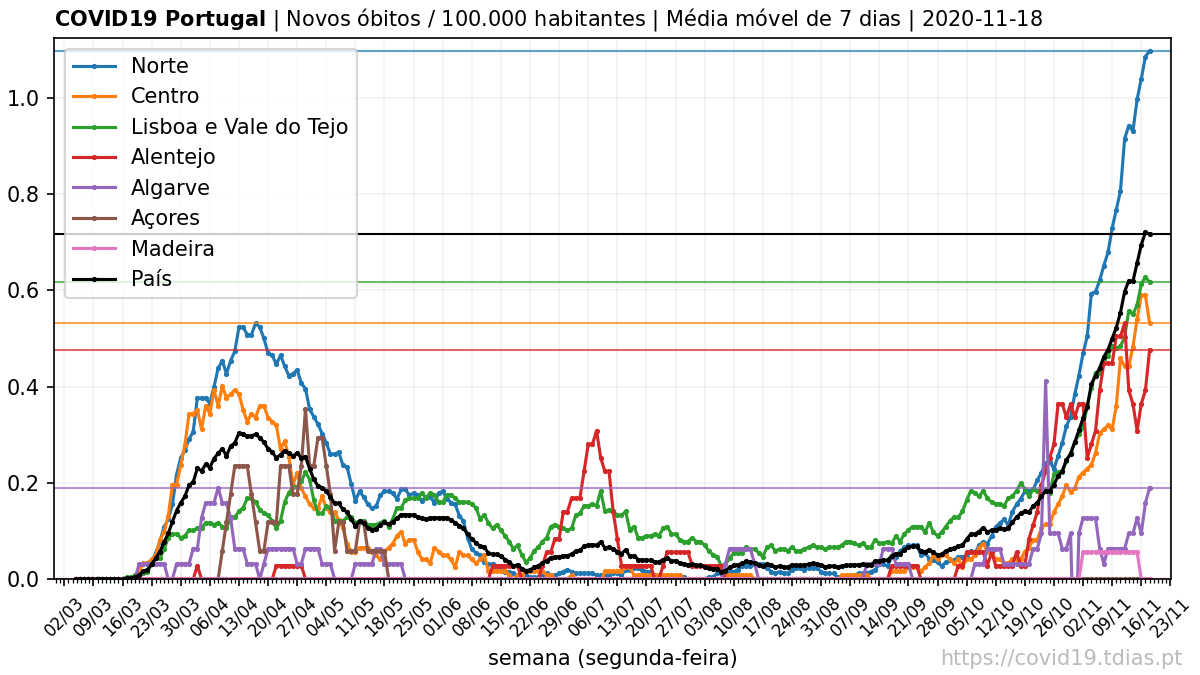 COVID19 Portugal | Novos óbitos / 100.000 habitantes | Média móvel de 7 dias | 2020-11-18
Norte
Centro
Lisboa e Vale do Tejo
Alentejo
Algarve
Açores
Madeira
País
1.0
0.8
0.6
0.4
0.2
0.0
02/03 09/03 16/03 23/03 30/03 06/04 13/04 20/04 27/04 04/05 11/05 18/05 25/05 01/06 08/06 15/06 22/06 29/06 06/07 13/07 20/07 27/07 03/08 10/08 17/08 24/08 31/08 07/09 14/09 21/09 28/09 05/10 12/10 19/10 26/10 02/11 09/11 16/11 23/11
semana (segunda-feira)
https://covid19.tdias.pt